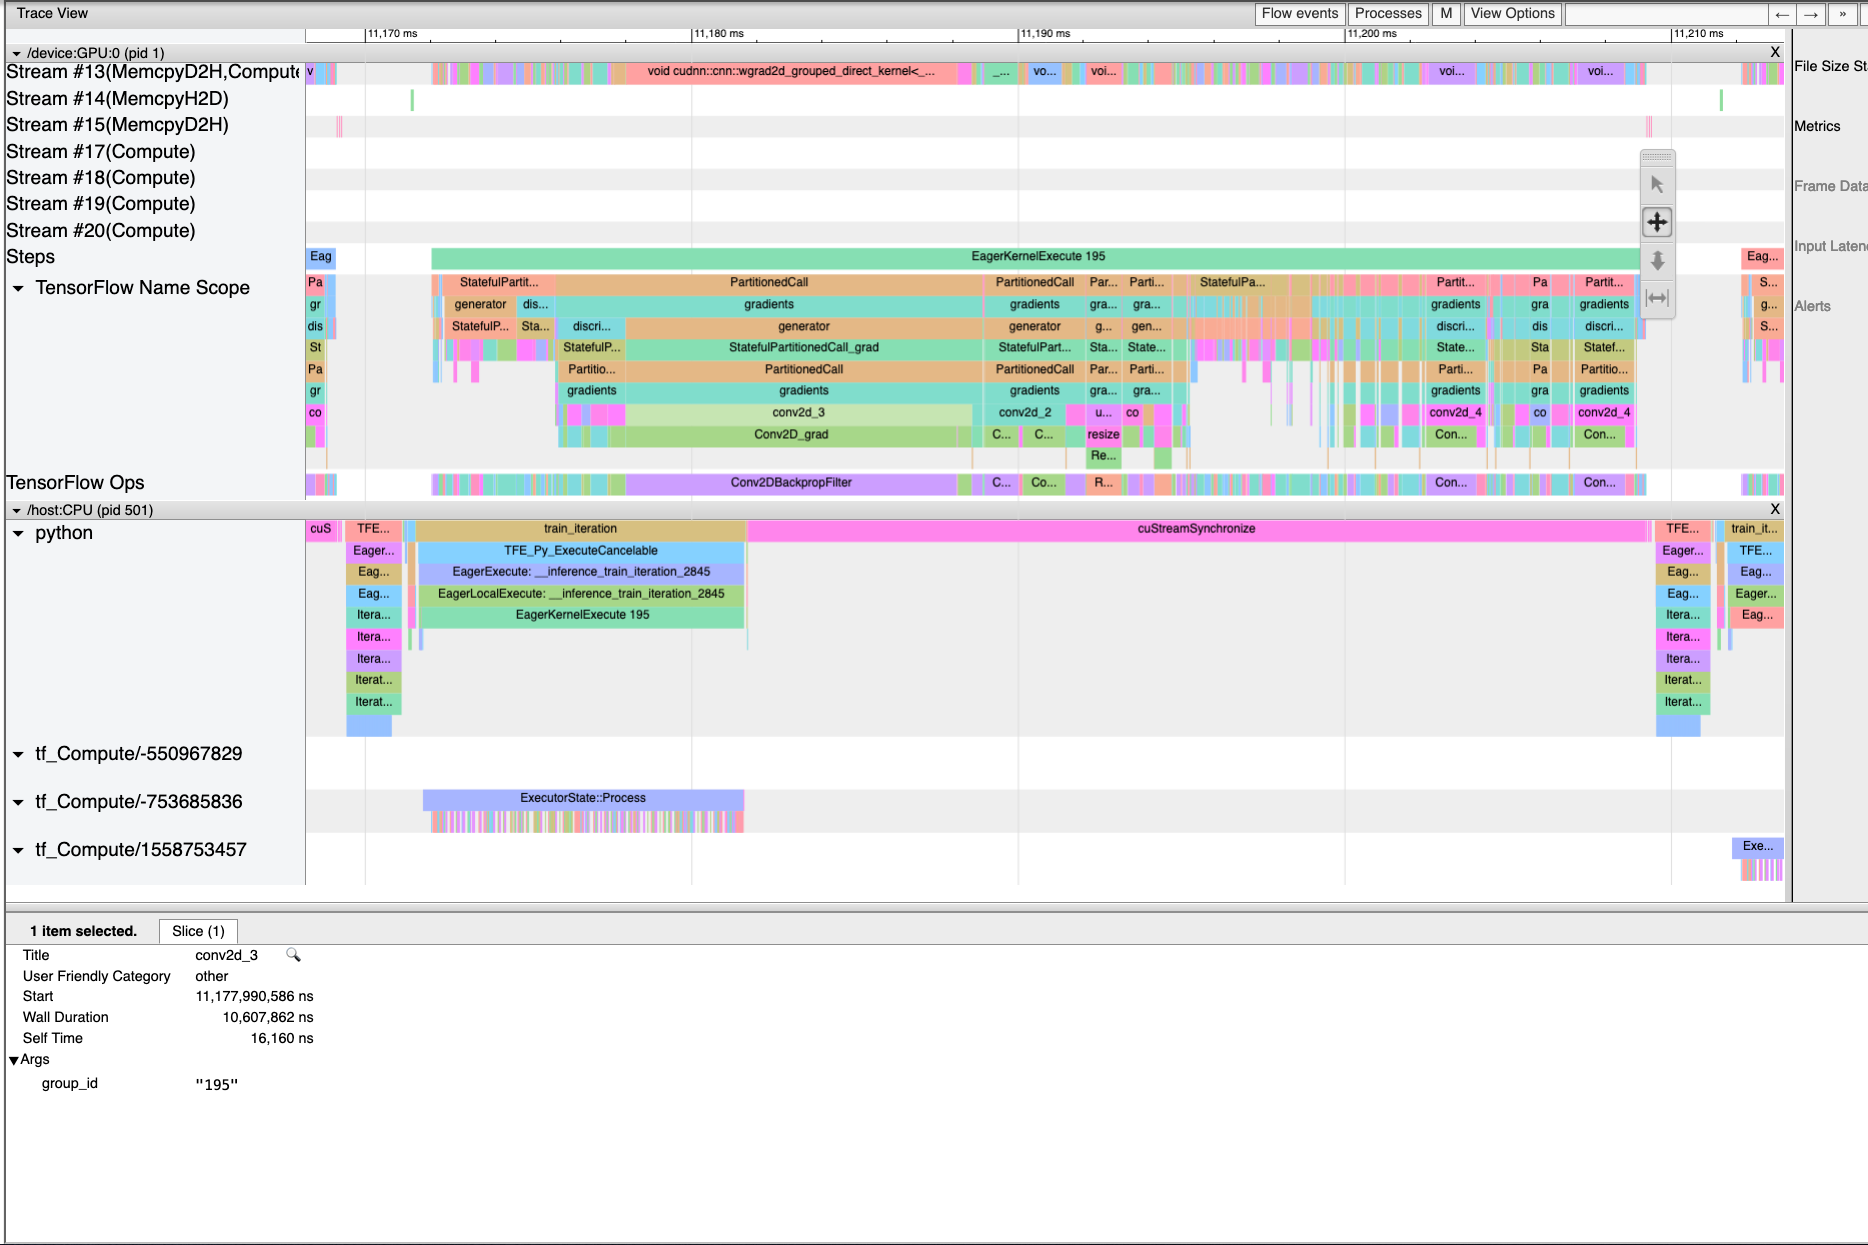 Trace View
Flow events
Processes
M
View Options
←
→
»
11,170 ms
11,180 ms
11,190 ms
11,200 ms
11,210 ms
/device:GPU:0 (pid 1)
X
Stream #13(MemcpyD2H,Compute
v
void cudnn::cnn::wgrad2d_grouped_direct_kernel<_...
_...
vo...
voi...
voi...
voi...
File Size St
Stream #14(MemcpyH2D)
Stream #15(MemcpyD2H)
Metrics
Stream #17(Compute)
Stream #18(Compute)
Frame Data
Stream #19(Compute)
Stream #20(Compute)
Input Laten
Steps
Eag
EagerKernelExecute 195
Eag...
TensorFlow Name Scope
Pa
StatefulPartit...
PartitionedCall
PartitionedCall
Par...
Parti...
StatefulPa...
Partit...
Pa
Partit...
S...
gr
generator
dis...
gradients
gradients
gra...
gra...
gradients
gra
gradients
g...
Alerts
dis
StatefulP...
Sta...
discri...
generator
generator
g...
gen...
discri...
dis
discri...
S...
St
StatefulP...
StatefulPartitionedCall_grad
StatefulPart...
Sta...
State...
State...
Sta
Statef...
Pa
Partitio...
PartitionedCall
PartitionedCall
Par...
Parti...
Parti...
Pa
Partitio...
gr
gradients
gradients
gradients
gra...
gra...
gradients
gra
gradients
co
conv2d_3
conv2d_2
u...
co
conv2d_4
co
conv2d_4
Conv2D_grad
C...
C...
resize
Con...
Con...
Re...
TensorFlow Ops
Conv2DBackpropFilter
C...
Co...
R...
Con...
Con...
/host:CPU (pid 501)
X
python
cuS
TFE...
train_iteration
cuStreamSynchronize
TFE...
train_it...
Eager...
TFE_Py_ExecuteCancelable
Eager...
TFE...
Eag...
EagerExecute: __inference_train_iteration_2845
Eag...
Eag...
Eag...
EagerLocalExecute: __inference_train_iteration_2845
Eag...
Eager...
Itera...
EagerKernelExecute 195
Itera...
Eag...
Itera...
Itera...
Itera...
Itera...
Iterat...
Iterat...
Iterat...
Iterat...
tf_Compute/-550967829
tf_Compute/-753685836
ExecutorState::Process
tf_Compute/1558753457
Exe...
1 item selected.
Slice (1)
Title
conv2d_3
User Friendly Category
other
Start
11,177,990,586 ns
Wall Duration
10,607,862 ns
Self Time
16,160 ns
Args
group_id
"195"